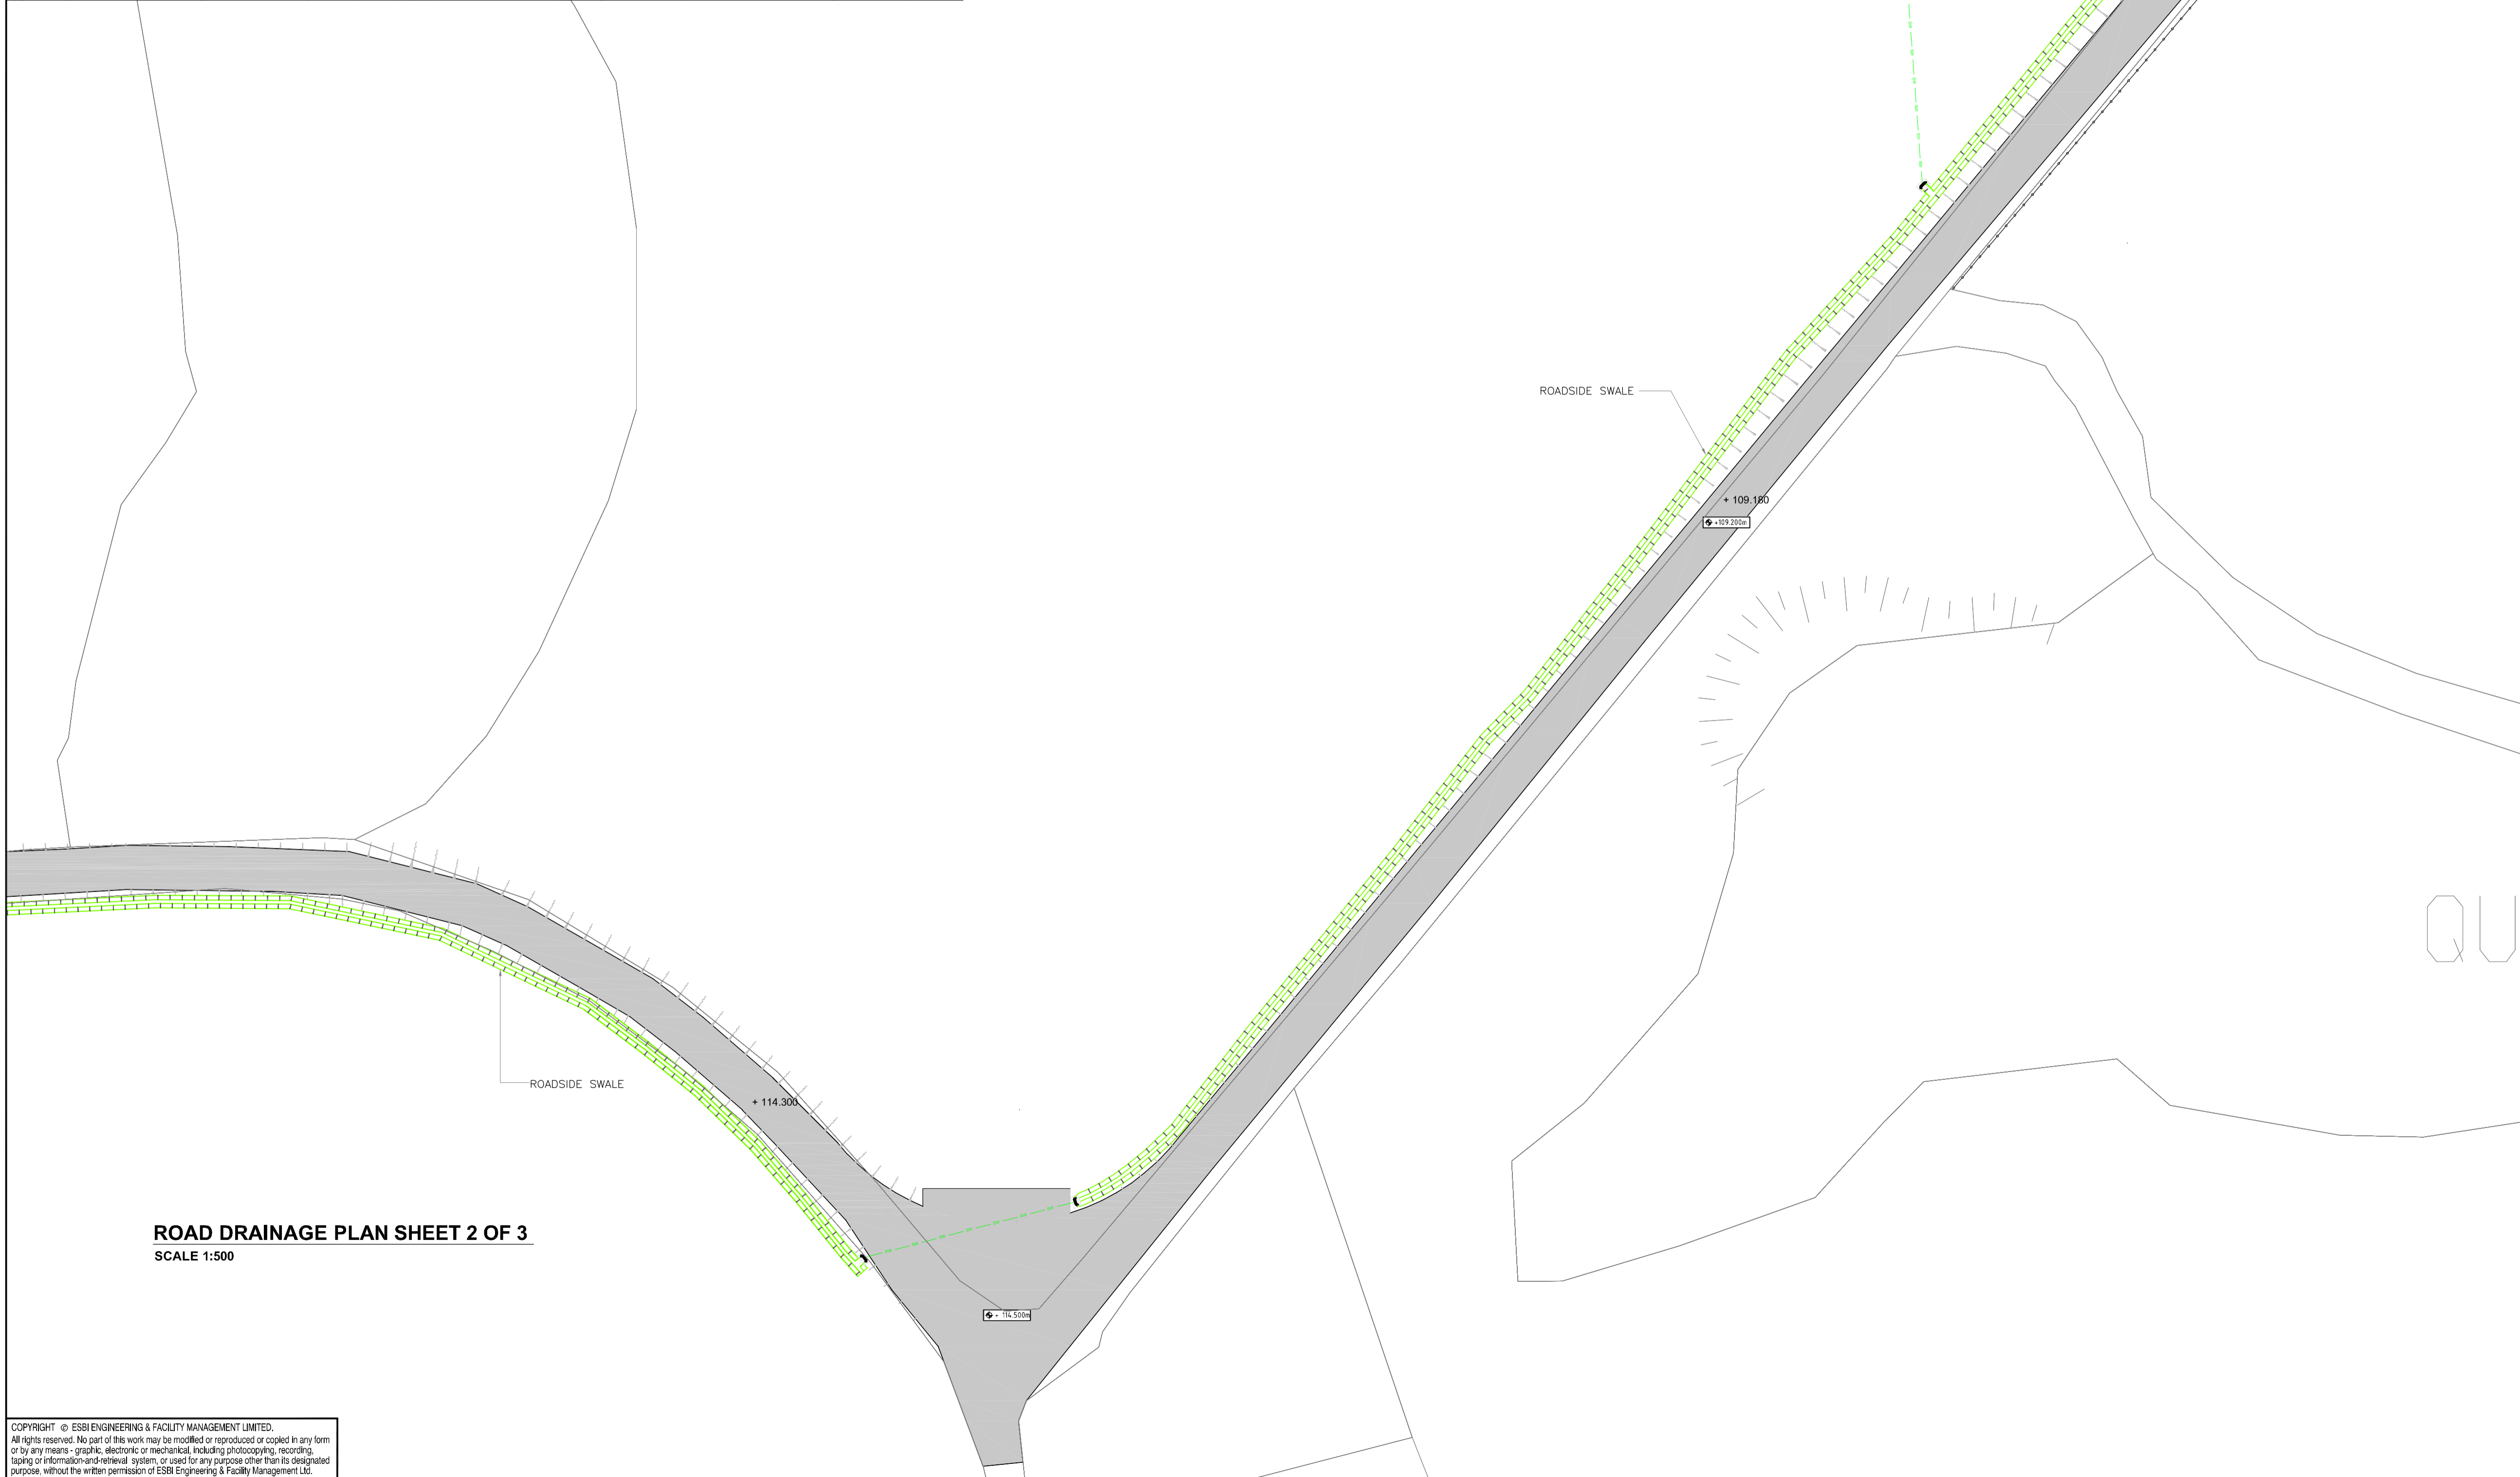 ROADSIDE SWALE
+ 109.180
+109.200m
QU
ROADSIDE SWALE
+ 114.300
ROAD DRAINAGE PLAN SHEET 2 OF 3
SCALE 1:500
+ 114.500m
COPYRIGHT © ESBI ENGINEERING & FACILITY MANAGEMENT LIMITED.
All rights reserved. No part of this work may be modified or reproduced or copied in any form
or by any means - graphic, electronic or mechanical, including photocopying, recording,
taping or information-and-retrieval system, or used for any purpose other than its designated
purpose, without the written permission of ESBI Engineering & Facility Management Ltd.